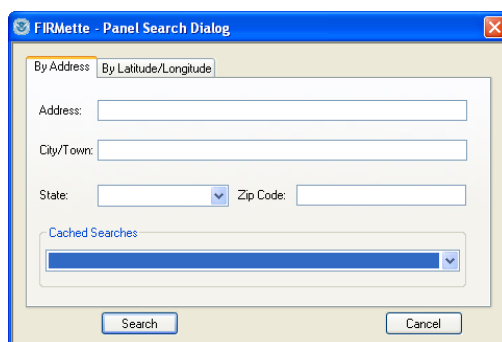 FIRMette - Panel Search Dialog
By Address By Latitude/Longitude
Address:
City/Town:
State: Zip Code:
Cached Searches
Search Cancel